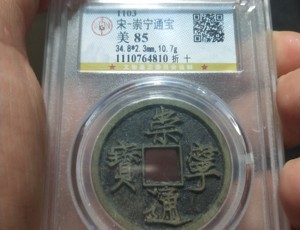 1103
宋-崇宁通宝
美 85
34.8*2.3mm,10.7g
1110764810 折十
崇
寧
通
寶